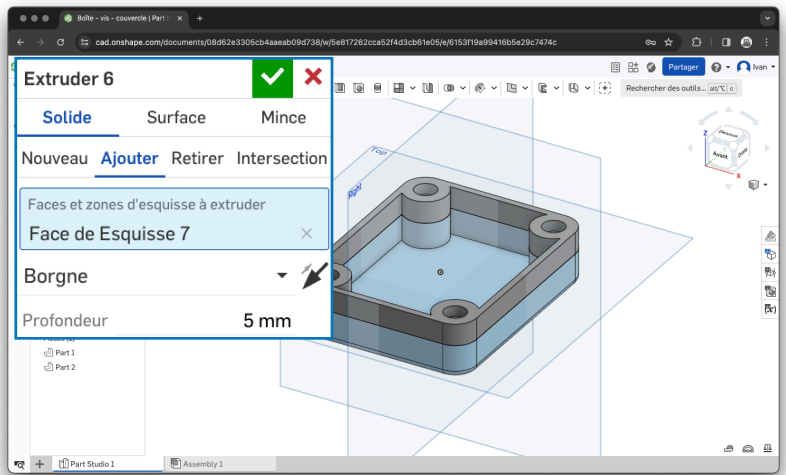 Boîte - vis - couvercle | Part S
cad.onshape.com/documents/08d62e3305cb4aaeab09d738/w/5e817262cca52f4d3cb61e05/e/6153f19a99416b5e29c7474c
Partager
Ivan
Rechercher des outils... alt/⌥ c
Extruder 6
Solide Surface Mince
Nouveau Ajouter Retirer Intersection
Faces et zones d'esquisse à extruder
Face de Esquisse 7
Borgne
Profondeur 5 mm
Top
Right
Z
Dessus
Avant
Droite
X
Part 1
Part 2
Part Studio 1
Assembly 1